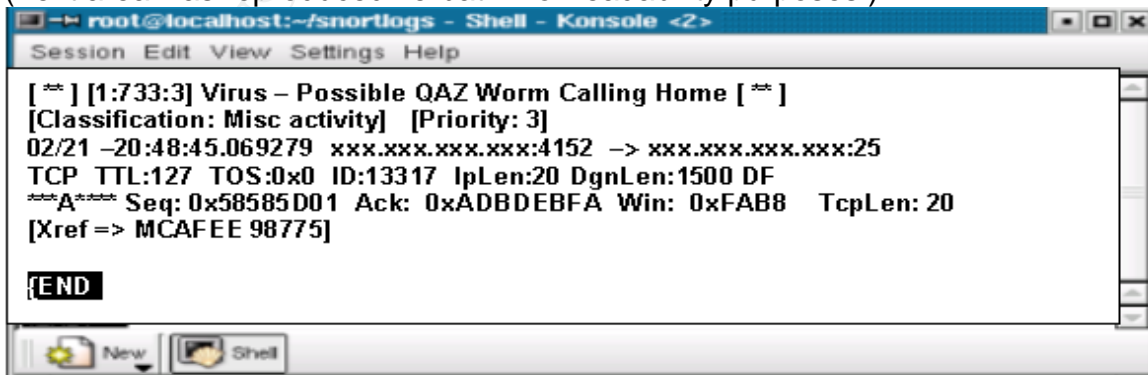 root@localhost:~/snortlogs - Shell - Konsole <2>
Session Edit View Settings Help
[ ** ] [1:733:3] Virus – Possible QAZ Worm Calling Home [ ** ]
[Classification: Misc activity] [Priority: 3]
02/21 –20:48:45.069279 xxx.xxx.xxx.xxx:4152 –> xxx.xxx.xxx.xxx:25
TCP TTL:127 TOS:0x0 ID:13317 IpLen:20 DgnLen:1500 DF
***A**** Seq: 0x58585D01 Ack: 0xADBDEBFA Win: 0xFAB8 TcpLen: 20
[Xref => MCAFEE 98775]
{END
New Shell